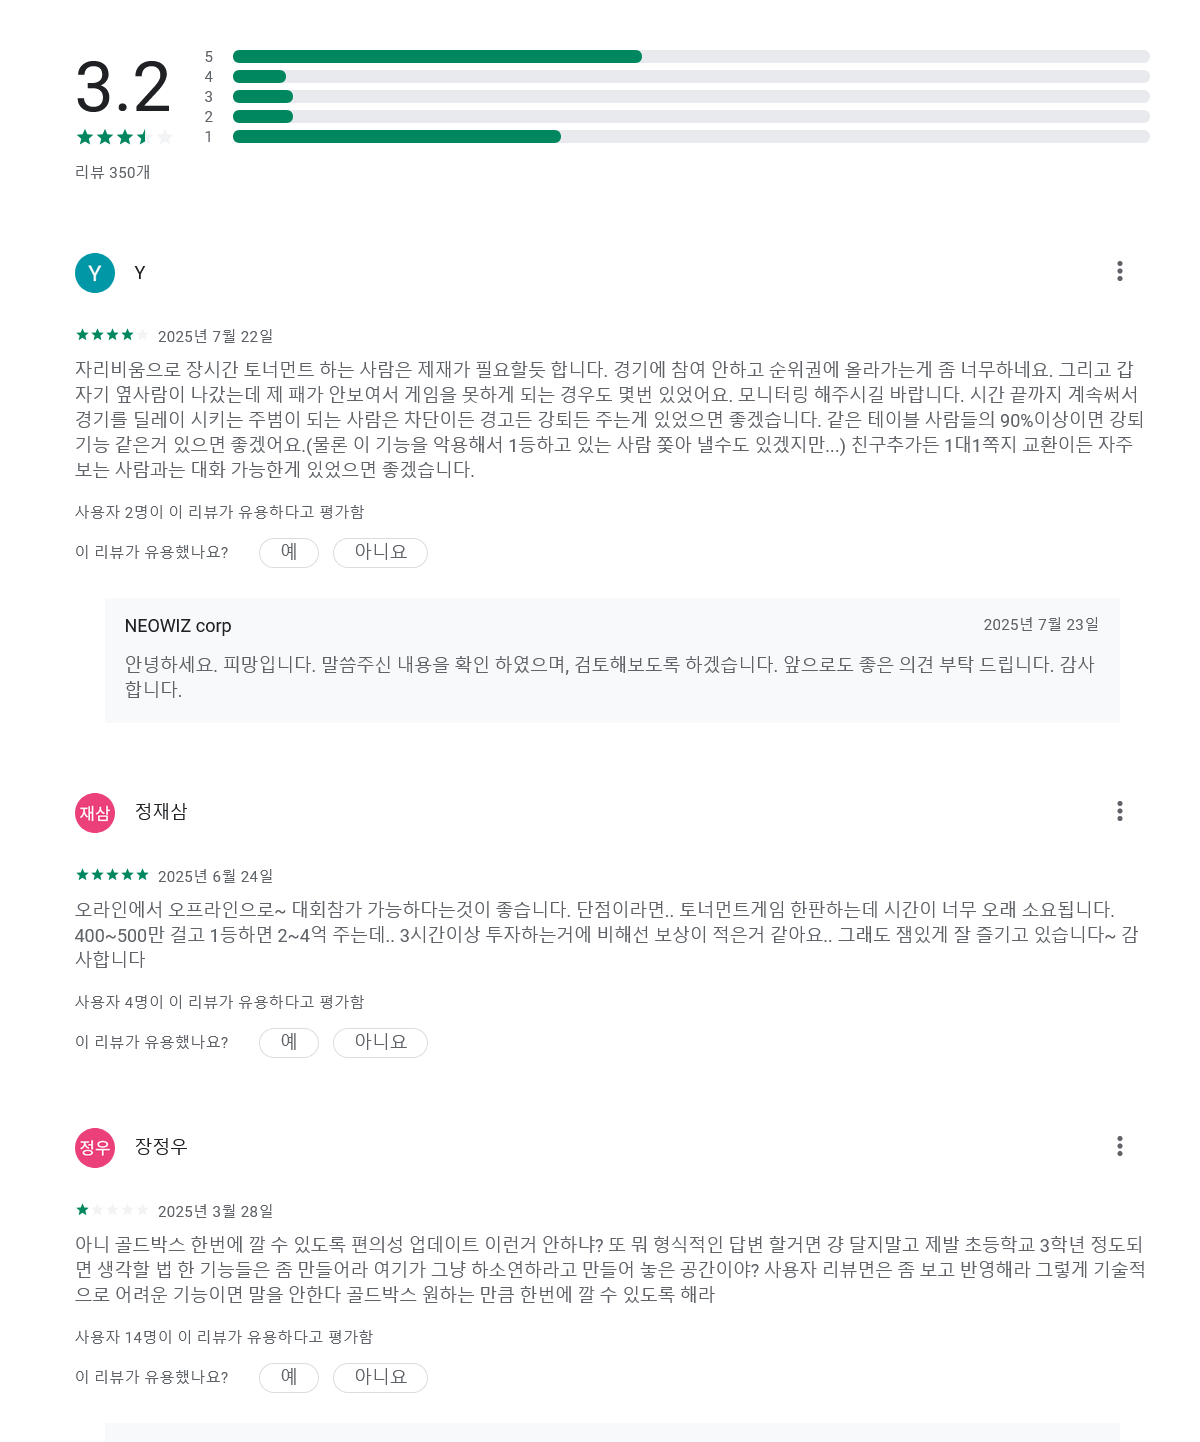 3.2
5
4
3
2
1
리뷰 350개
Y
Y
2025년 7월 22일
자리비움으로 장시간 토너먼트 하는 사람은 제재가 필요할듯 합니다. 경기에 참여 안하고 순위권에 올라가는게 좀 너무하네요. 그리고 갑
자기 옆사람이 나갔는데 제 패가 안보여서 게임을 못하게 되는 경우도 몇번 있었어요. 모니터링 해주시길 바랍니다. 시간 끝까지 계속써서
경기를 딜레이 시키는 주범이 되는 사람은 차단이든 경고든 강퇴든 주는게 있었으면 좋겠습니다. 같은 테이블 사람들의 90%이상이면 강퇴
기능 같은거 있으면 좋겠어요.(물론 이 기능을 악용해서 1등하고 있는 사람 쫓아 낼수도 있겠지만...) 친구추가든 1대1쪽지 교환이든 자주
보는 사람과는 대화 가능한게 있었으면 좋겠습니다.
사용자 2명이 이 리뷰가 유용하다고 평가함
이 리뷰가 유용했나요? 예 아니요
NEOWIZ corp 2025년 7월 23일
안녕하세요. 피망입니다. 말씀주신 내용을 확인 하였으며, 검토해보도록 하겠습니다. 앞으로도 좋은 의견 부탁 드립니다. 감사
합니다.
재삼
정재삼
2025년 6월 24일
오라인에서 오프라인으로~ 대회참가 가능하다는것이 좋습니다. 단점이라면.. 토너먼트게임 한판하는데 시간이 너무 오래 소요됩니다.
400~500만 걸고 1등하면 2~4억 주는데.. 3시간이상 투자하는거에 비해선 보상이 적은거 같아요.. 그래도 잼있게 잘 즐기고 있습니다~ 감
사합니다
사용자 4명이 이 리뷰가 유용하다고 평가함
이 리뷰가 유용했나요? 예 아니요
정우
장정우
2025년 3월 28일
아니 골드박스 한번에 깔 수 있도록 편의성 업데이트 이런거 안하냐? 또 뭐 형식적인 답변 할거면 걍 달지말고 제발 초등학교 3학년 정도되
면 생각할 법 한 기능들은 좀 만들어라 여기가 그냥 하소연하라고 만들어 놓은 공간이야? 사용자 리뷰면은 좀 보고 반영해라 그렇게 기술적
으로 어려운 기능이면 말을 안한다 골드박스 원하는 만큼 한번에 깔 수 있도록 해라
사용자 14명이 이 리뷰가 유용하다고 평가함
이 리뷰가 유용했나요? 예 아니요